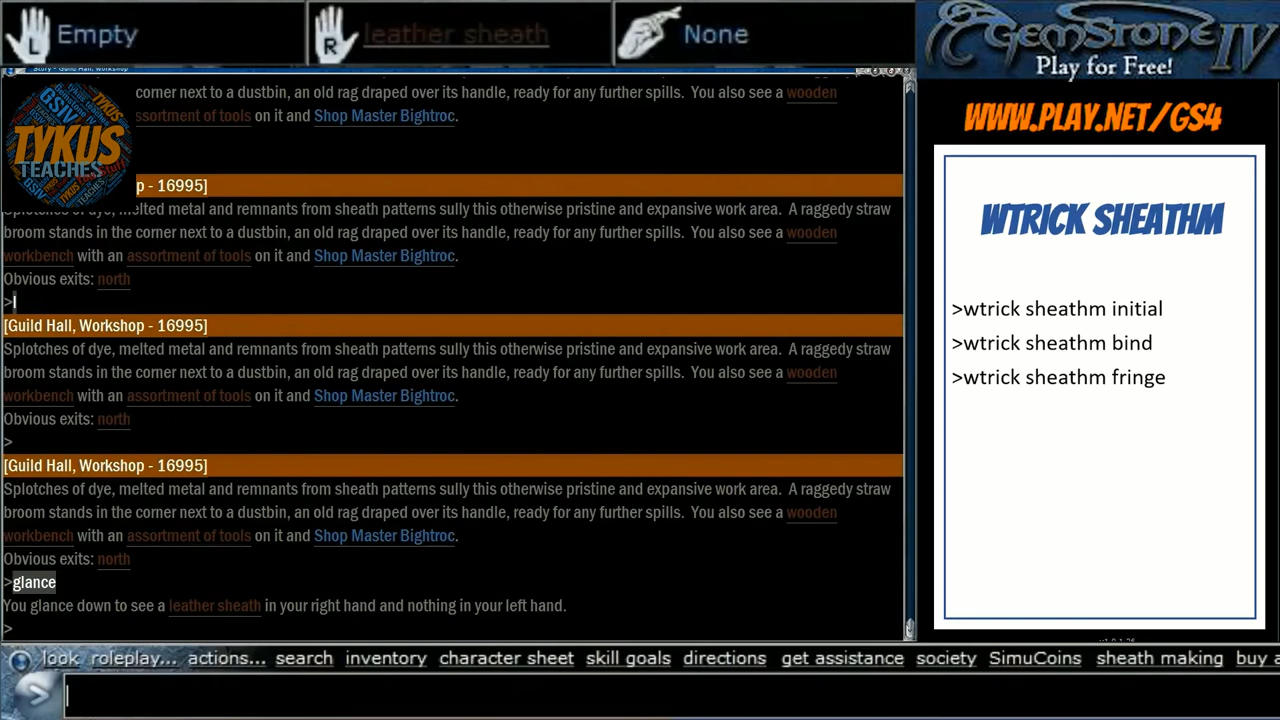 Empty
leather sheath
None
GEMSTONE IV
Play for Free!
Story - Guild Hall, Workshop
corner next to a dustbin, an old rag draped over its handle, ready for any further spills.  You also see a wooden
assortment of tools on it and Shop Master Bightroc.
TYKUS
TEACHES
p - 16995]
Splotches of dye, melted metal and remnants from sheath patterns sully this otherwise pristine and expansive work area.  A raggedy straw
broom stands in the corner next to a dustbin, an old rag draped over its handle, ready for any further spills.  You also see a wooden
workbench with an assortment of tools on it and Shop Master Bightroc.
Obvious exits: north
>l
[Guild Hall, Workshop - 16995]
Splotches of dye, melted metal and remnants from sheath patterns sully this otherwise pristine and expansive work area.  A raggedy straw
broom stands in the corner next to a dustbin, an old rag draped over its handle, ready for any further spills.  You also see a wooden
workbench with an assortment of tools on it and Shop Master Bightroc.
Obvious exits: north
>
[Guild Hall, Workshop - 16995]
Splotches of dye, melted metal and remnants from sheath patterns sully this otherwise pristine and expansive work area.  A raggedy straw
broom stands in the corner next to a dustbin, an old rag draped over its handle, ready for any further spills.  You also see a wooden
workbench with an assortment of tools on it and Shop Master Bightroc.
Obvious exits: north
>glance
You glance down to see a leather sheath in your right hand and nothing in your left hand.
>
WWW.PLAY.NET/GS4
WTRICK SHEATHM
>wtrick sheathm initial
>wtrick sheathm bind
>wtrick sheathm fringe
look roleplay... actions... search inventory character sheet skill goals directions get assistance society SimuCoins sheath making buy a